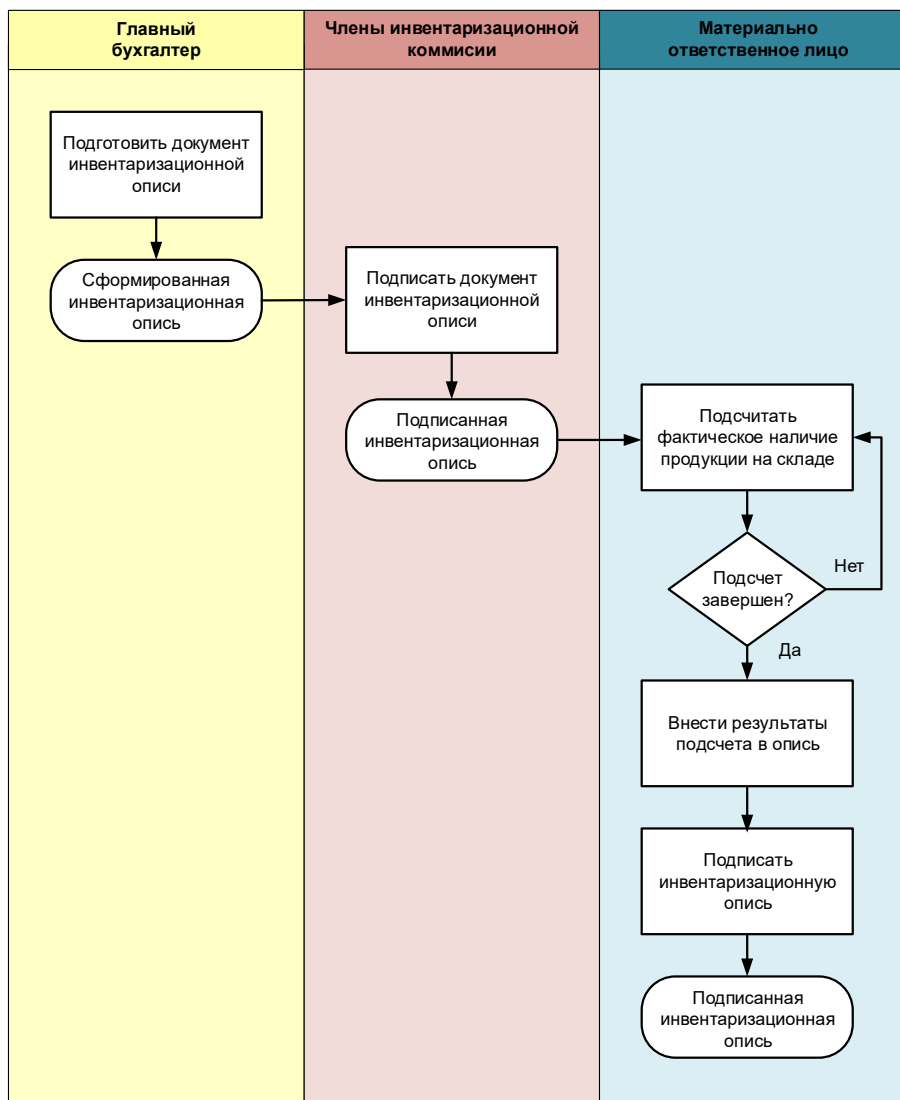 Главный
бухгалтер
Члены инвентаризационной
коммисии
Материально
ответственное лицо
Подготовить документ
инвентаризационной
описи
Сформированная
инвентаризационная
опись
Подписать документ
инвентаризационной
описи
Подписанная
инвентаризационная
опись
Подсчитать
фактическое наличие
продукции на складе
Подсчет
завершен?
Нет
Да
Внести результаты
подсчета в опись
Подписать
инвентаризационную
опись
Подписанная
инвентаризационная
опись